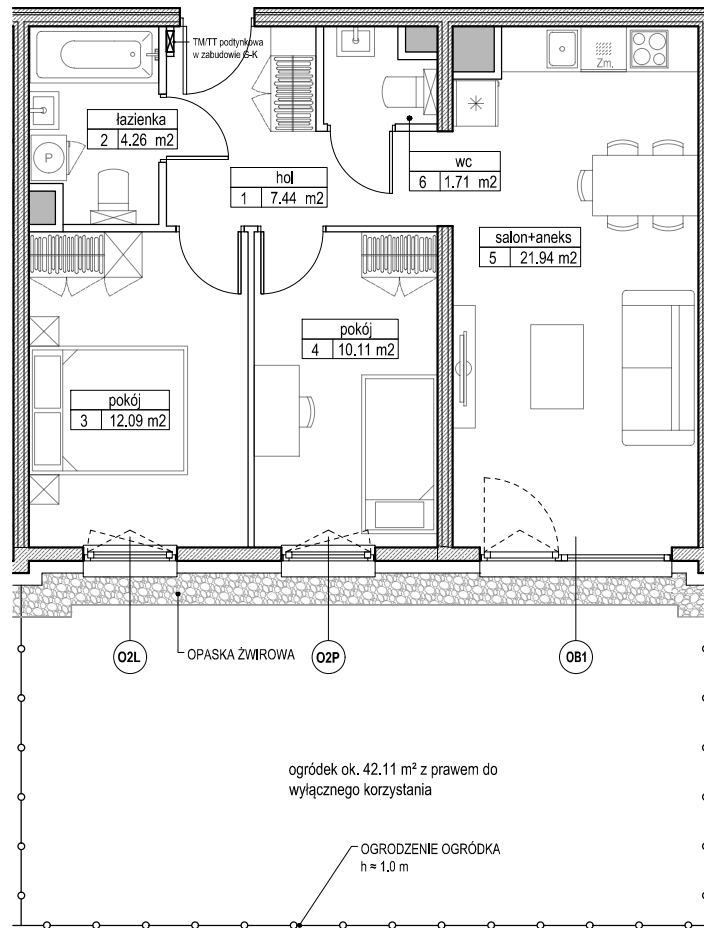 TM/TT podtynkowa
w zabudowie G-K
Zm.
łazienka
2 4.26 m2
P
hol
1 7.44 m2
wc
6 1.71 m2
salon+aneks
5 21.94 m2
pokój
4 10.11 m2
pokój
3 12.09 m2
O2L
OPASKA ŻWIROWA
O2P
OB1
ogródek ok. 42.11 m² z prawem do
wyłącznego korzystania
OGRODZENIE OGRÓDKA
h ≈ 1.0 m